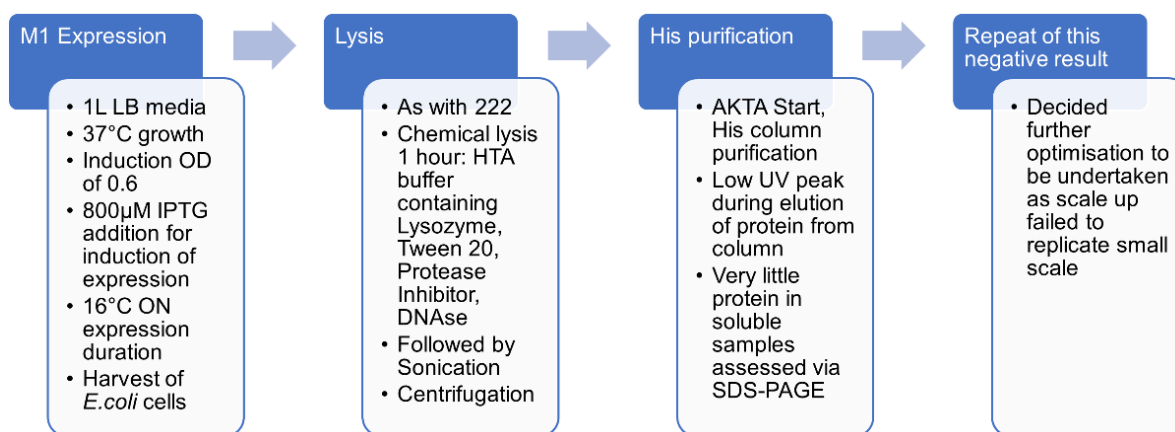 M1 Expression
• 1L LB media
• 37°C growth
• Induction OD
of 0.6
• 800µM IPTG
addition for
induction of
expression
• 16°C ON
expression
duration
• Harvest of
E.coli cells
Lysis
• As with 222
• Chemical lysis
1 hour: HTA
buffer
containing
Lysozyme,
Tween 20,
Protease
Inhibitor,
DNAse
• Followed by
Sonication
• Centrifugation
His purification
• AKTA Start,
His column
purification
• Low UV peak
during elution
of protein from
column
• Very little
protein in
soluble
samples
assessed via
SDS-PAGE
Repeat of this
negative result
• Decided
further
optimisation to
be undertaken
as scale up
failed to
replicate small
scale